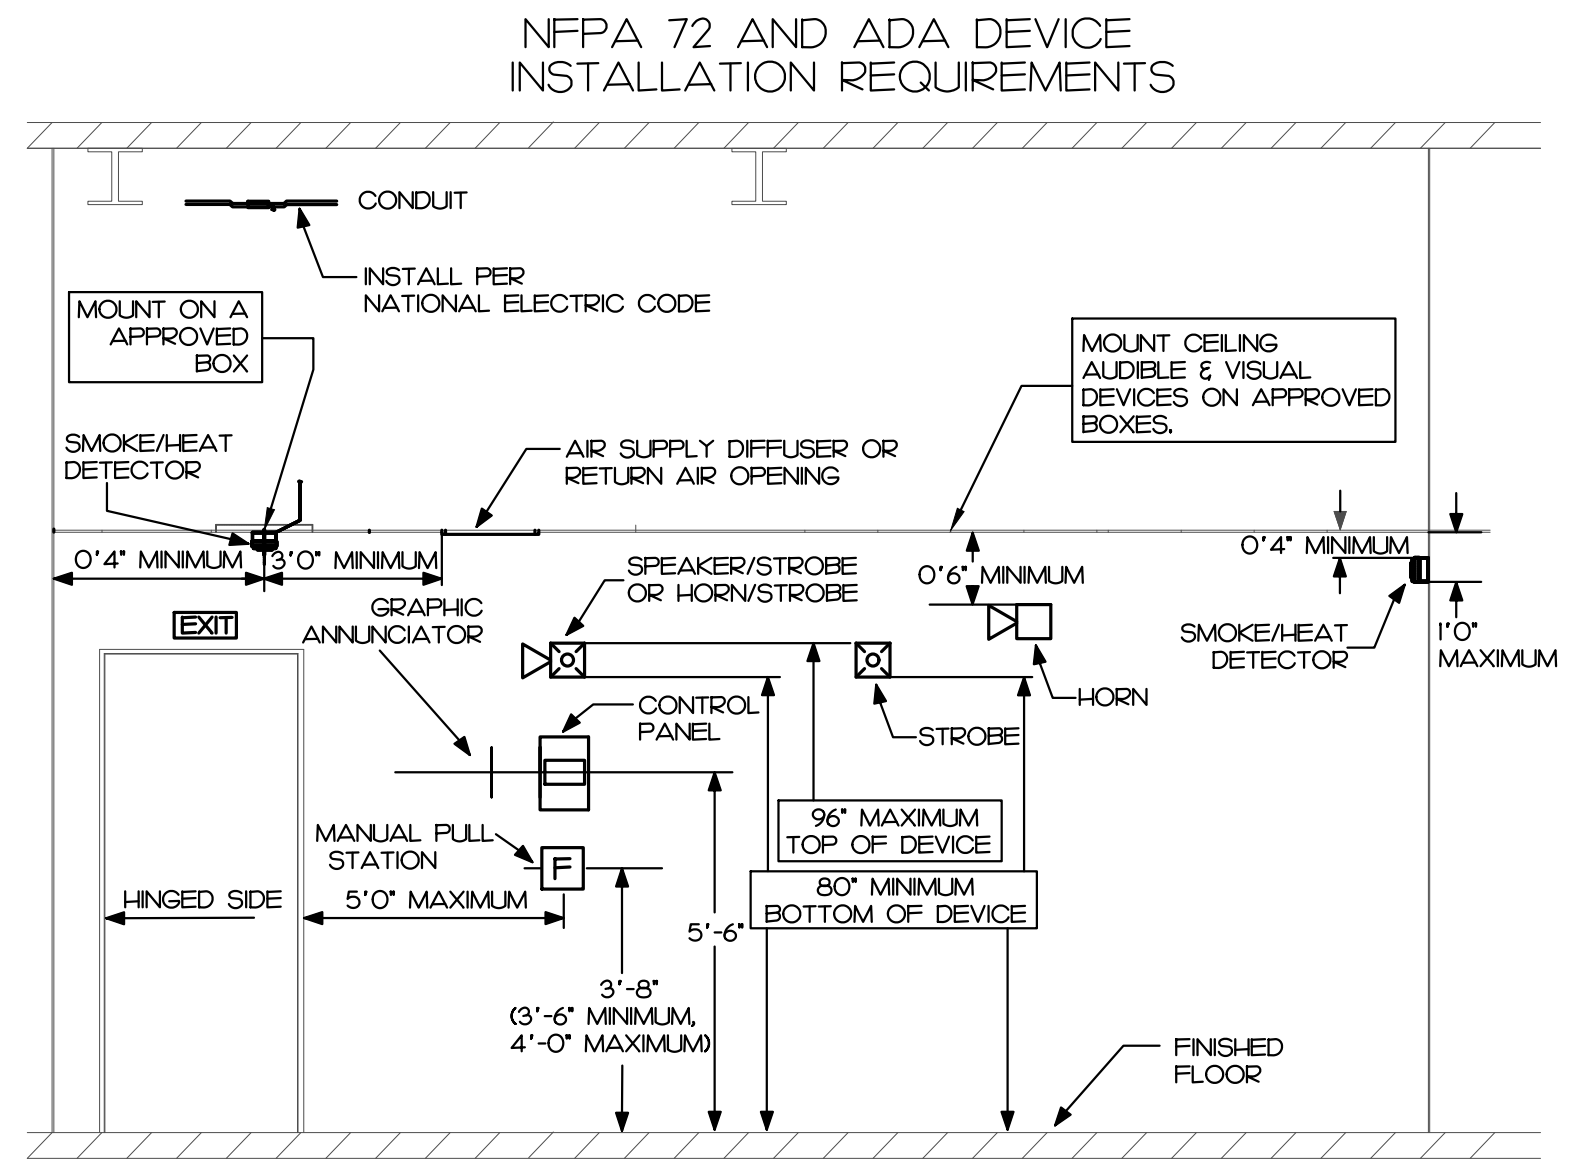 NFPA 72 AND ADA DEVICE
INSTALLATION REQUIREMENTS
CONDUIT
INSTALL PER
NATIONAL ELECTRIC CODE
MOUNT ON A
APPROVED
BOX
MOUNT CEILING
AUDIBLE & VISUAL
DEVICES ON APPROVED
BOXES.
SMOKE/HEAT
DETECTOR
AIR SUPPLY DIFFUSER OR
RETURN AIR OPENING
0'4" MINIMUM
3'0" MINIMUM
0'6" MINIMUM
0'4" MINIMUM
SPEAKER/STROBE
OR HORN/STROBE
GRAPHIC
ANNUNCIATOR
EXIT
SMOKE/HEAT
DETECTOR
1'0"
MAXIMUM
HORN
CONTROL
PANEL
STROBE
96" MAXIMUM
TOP OF DEVICE
MANUAL PULL
STATION
F
80" MINIMUM
BOTTOM OF DEVICE
HINGED SIDE
5'0" MAXIMUM
5'-6"
3'-8"
(3'-6" MINIMUM,
4'-0" MAXIMUM)
FINISHED
FLOOR